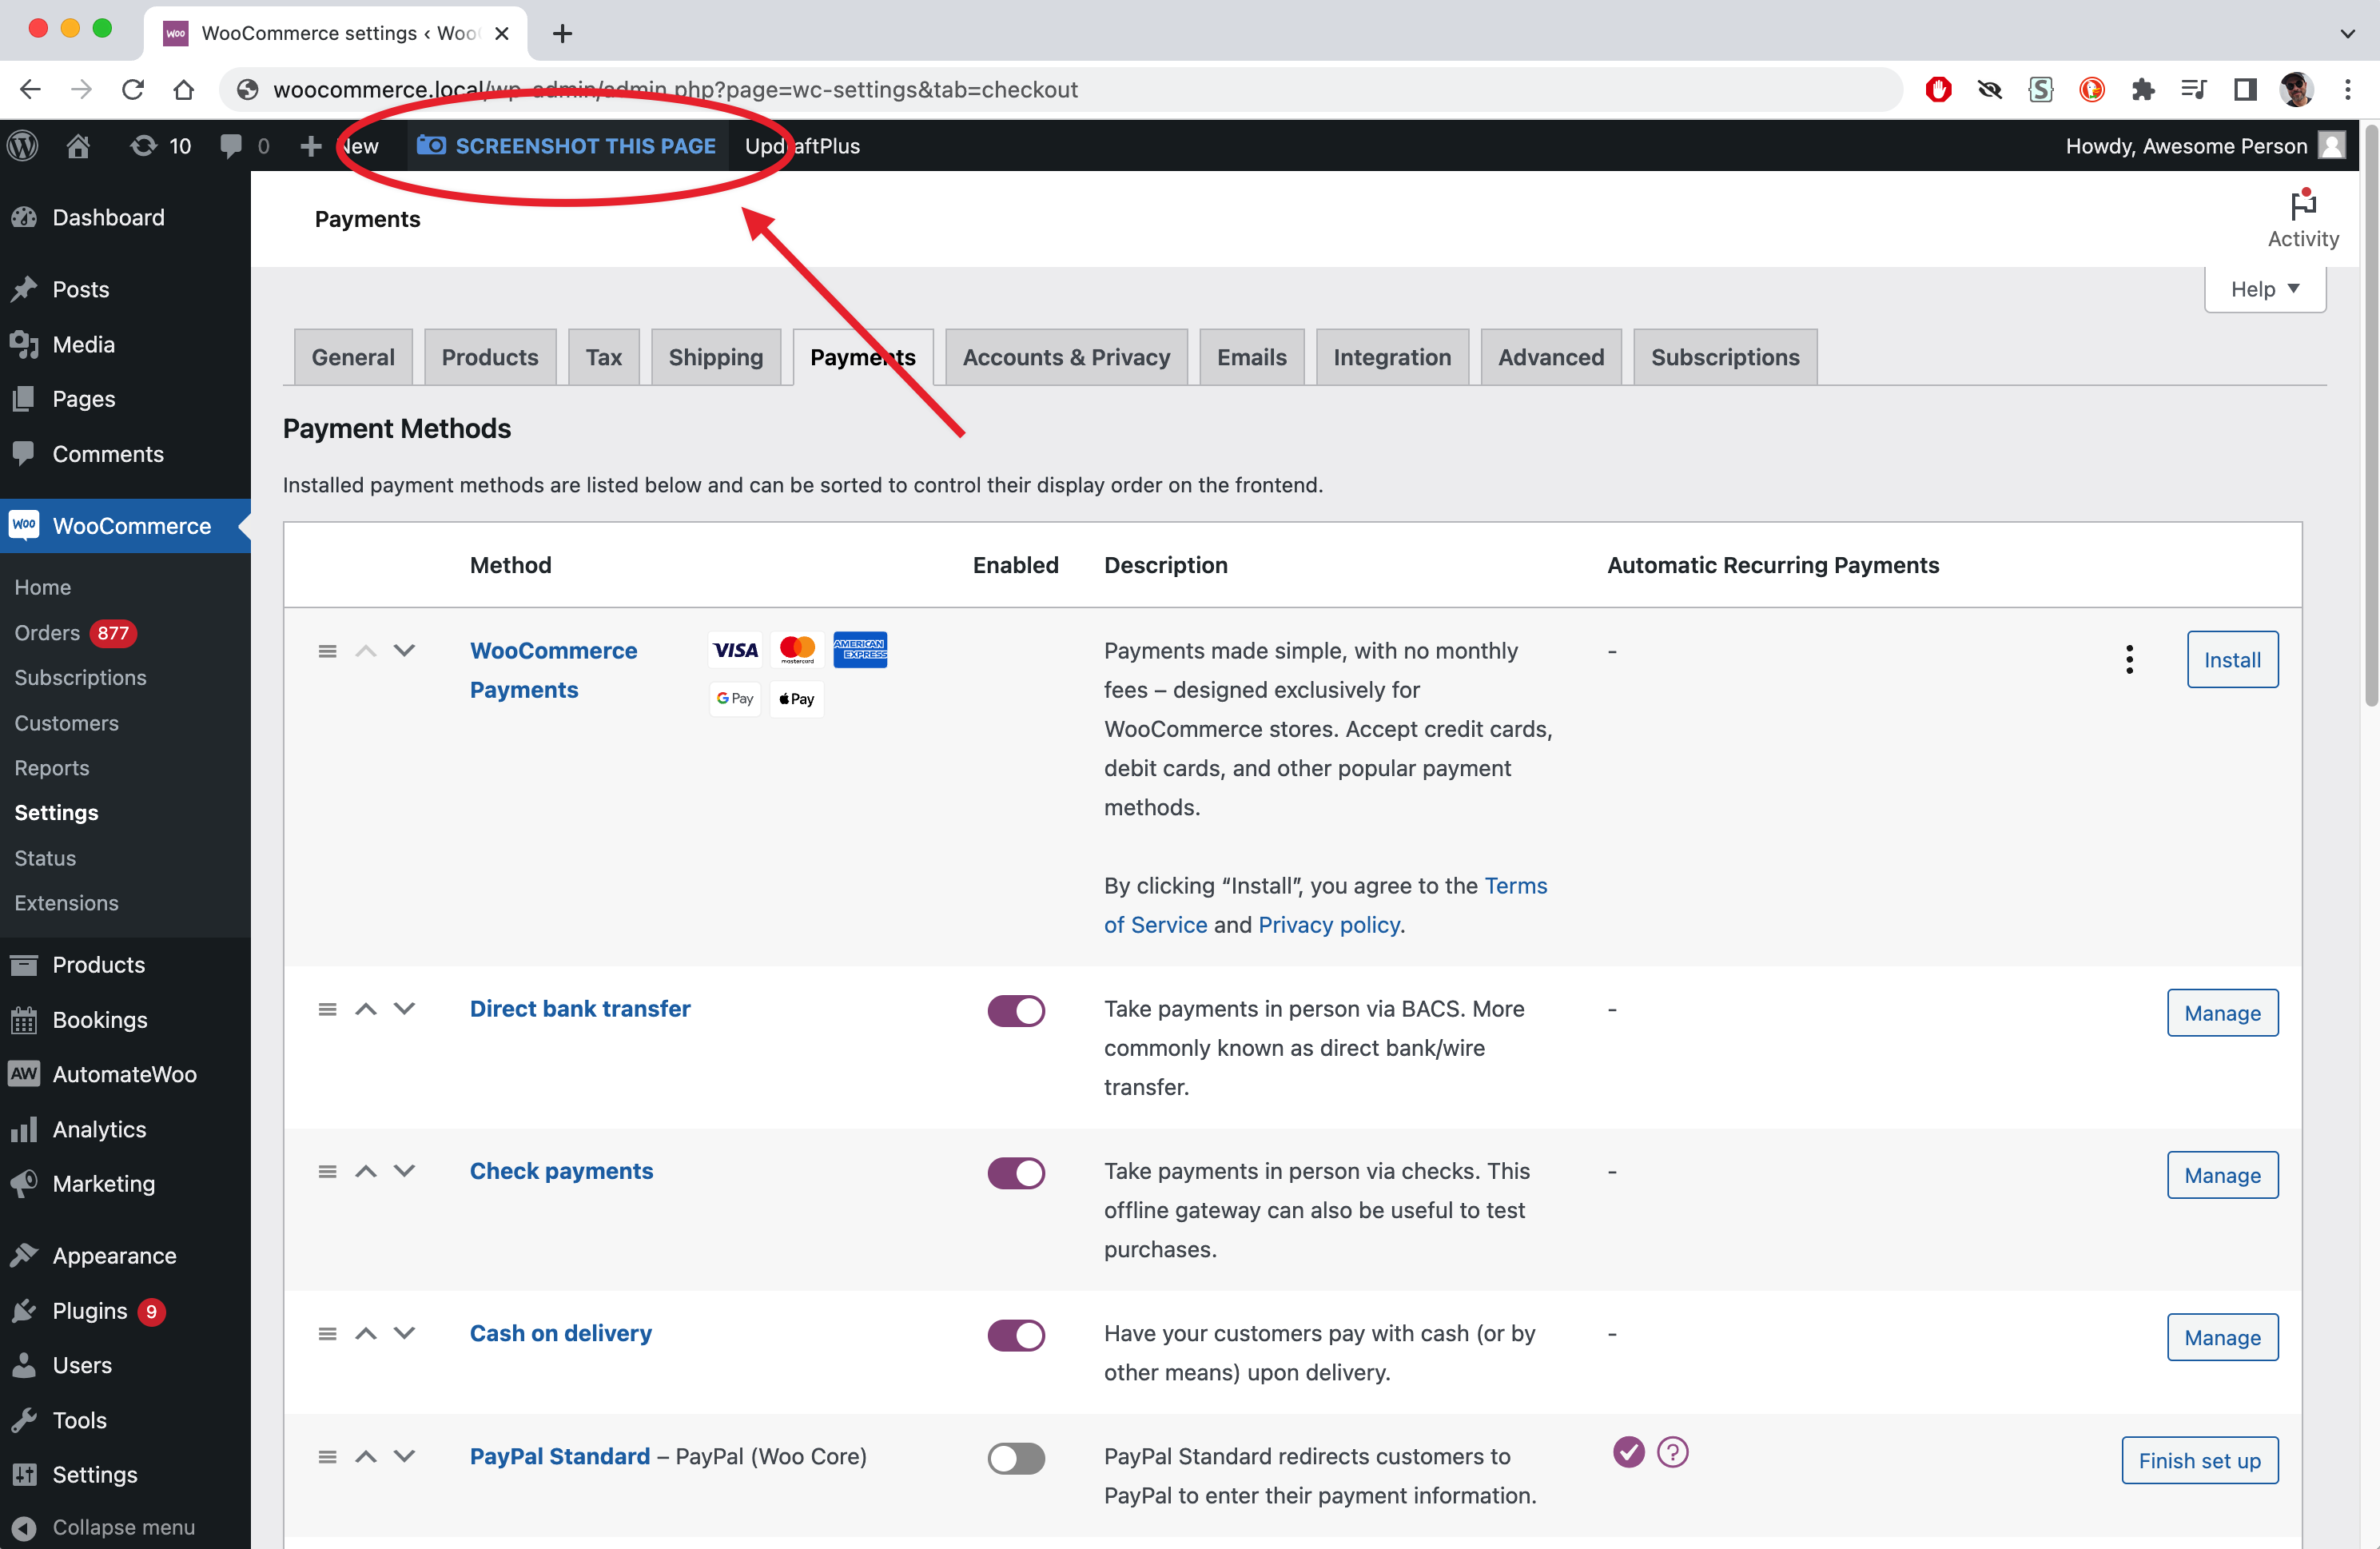 WooCommerce settings ‹ Woo
woocommerce.local/wp-admin/admin.php?page=wc-settings&tab=checkout
10
0
New
SCREENSHOT THIS PAGE
UpdraftPlus
Howdy, Awesome Person
Dashboard
Posts
Media
Pages
Comments
WooCommerce
Home
Orders 877
Subscriptions
Customers
Reports
Settings
Status
Extensions
Products
Bookings
AW AutomateWoo
Analytics
Marketing
Appearance
Plugins 9
Users
Tools
Settings
Collapse menu
Payments
Activity
Help
General Products Tax Shipping Payments Accounts & Privacy Emails Integration Advanced Subscriptions
Payment Methods
Installed payment methods are listed below and can be sorted to control their display order on the frontend.
Method Enabled Description Automatic Recurring Payments
WooCommerce
Payments
VISA mastercard AMERICAN EXPRESS
G Pay Pay
Payments made simple, with no monthly
fees – designed exclusively for
WooCommerce stores. Accept credit cards,
debit cards, and other popular payment
methods.
By clicking “Install”, you agree to the Terms
of Service and Privacy policy.
-
Install
Direct bank transfer
Take payments in person via BACS. More
commonly known as direct bank/wire
transfer.
-
Manage
Check payments
Take payments in person via checks. This
offline gateway can also be useful to test
purchases.
-
Manage
Cash on delivery
Have your customers pay with cash (or by
other means) upon delivery.
-
Manage
PayPal Standard – PayPal (Woo Core)
PayPal Standard redirects customers to
PayPal to enter their payment information.
?
Finish set up